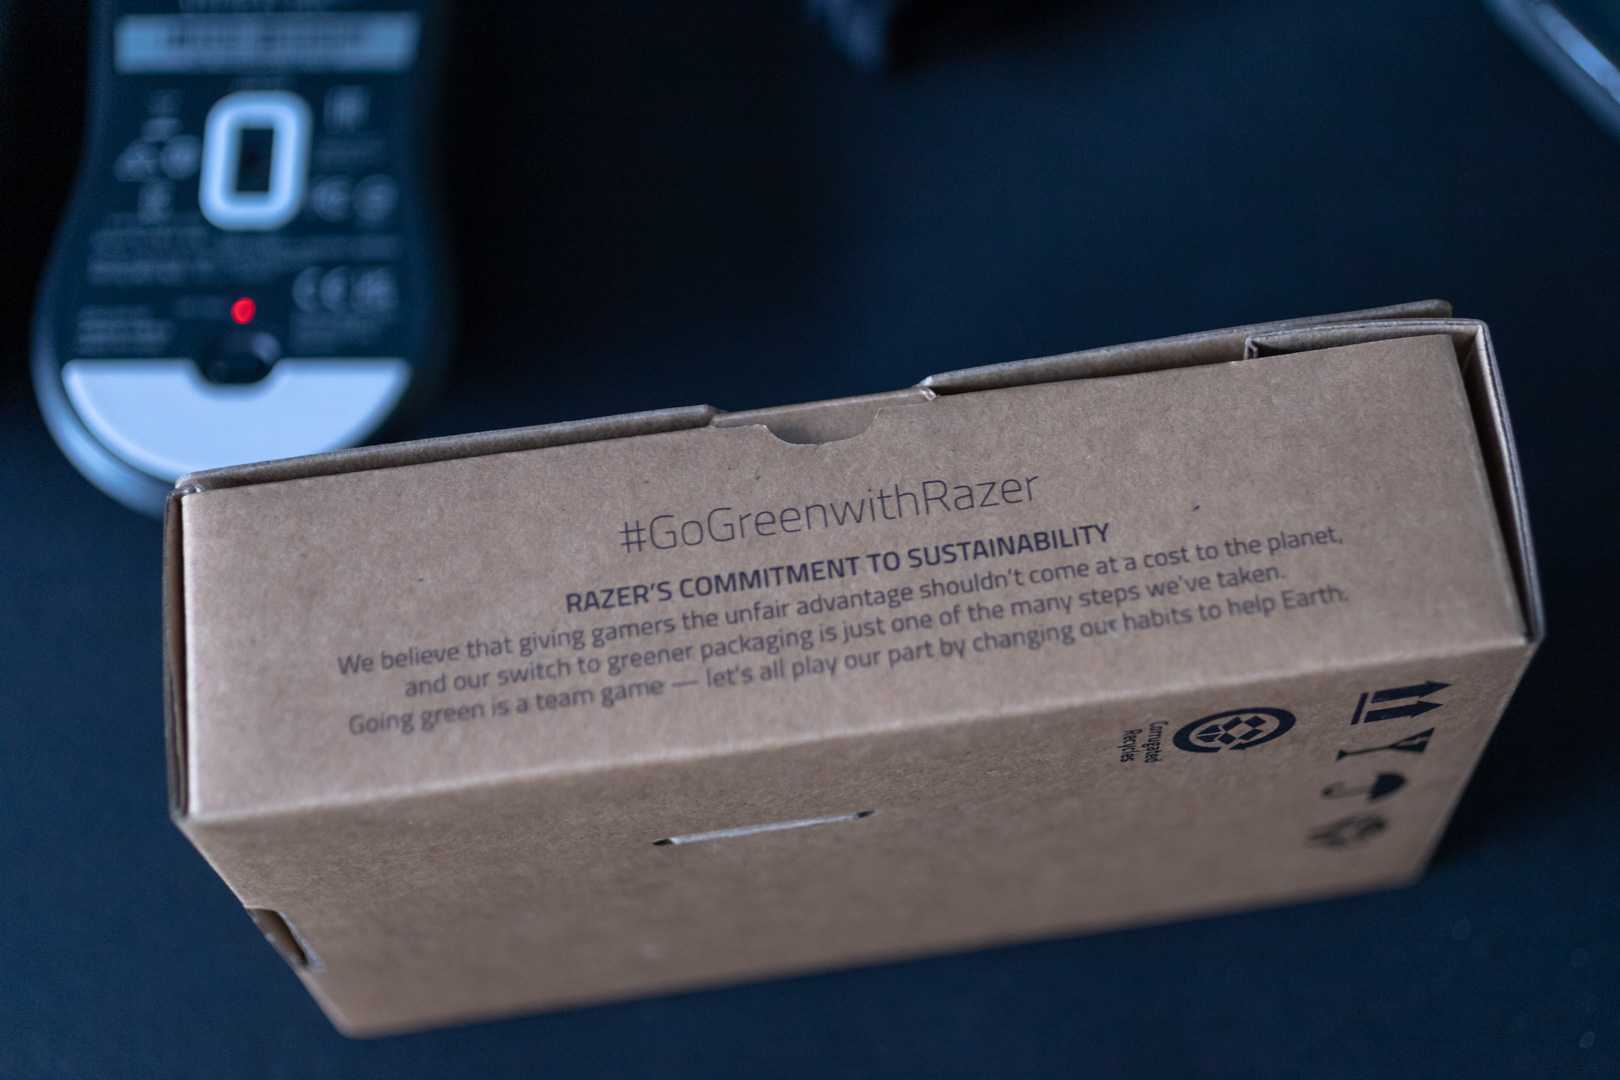 #GoGreenwithRazer
RAZER'S COMMITMENT TO SUSTAINABILITY
We believe that giving gamers the unfair advantage shouldn't come at a cost to the planet,
and our switch to greener packaging is just one of the many steps we've taken.
Going green is a team game — let's all play our part by changing our habits to help Earth.
Corrugated
Recycles